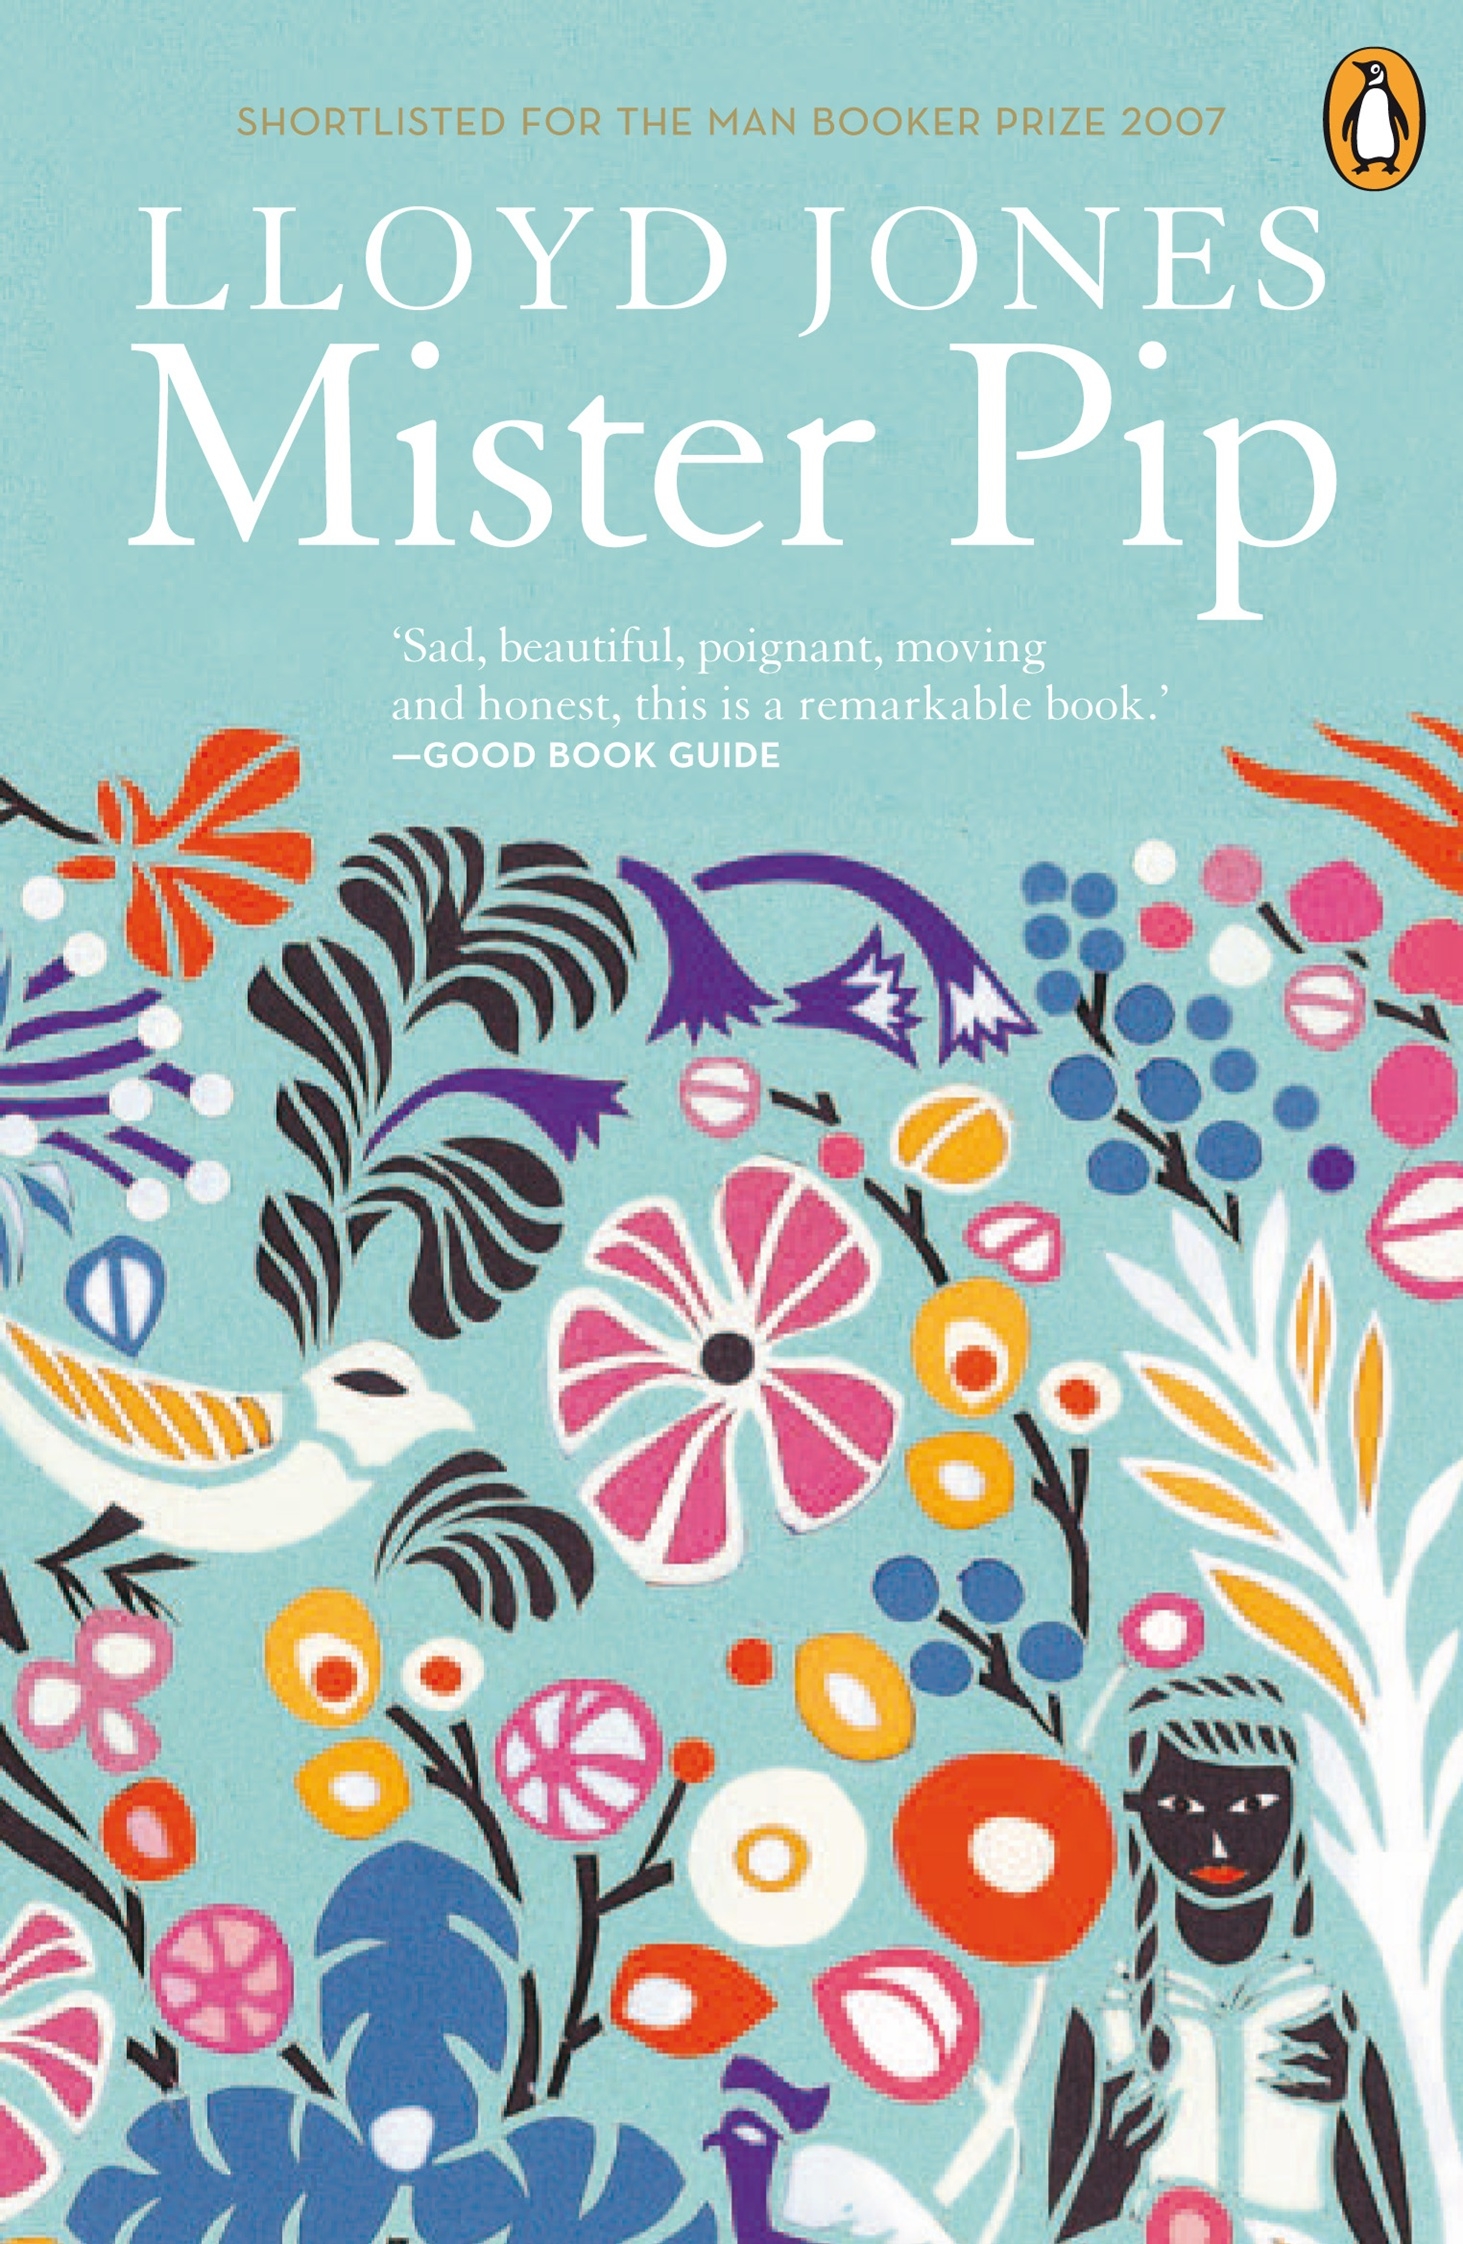 SHORTLISTED FOR THE MAN BOOKER PRIZE 2007
LLOYD JONES
Mister Pip
‘Sad, beautiful, poignant, moving
and honest, this is a remarkable book.’
—GOOD BOOK GUIDE